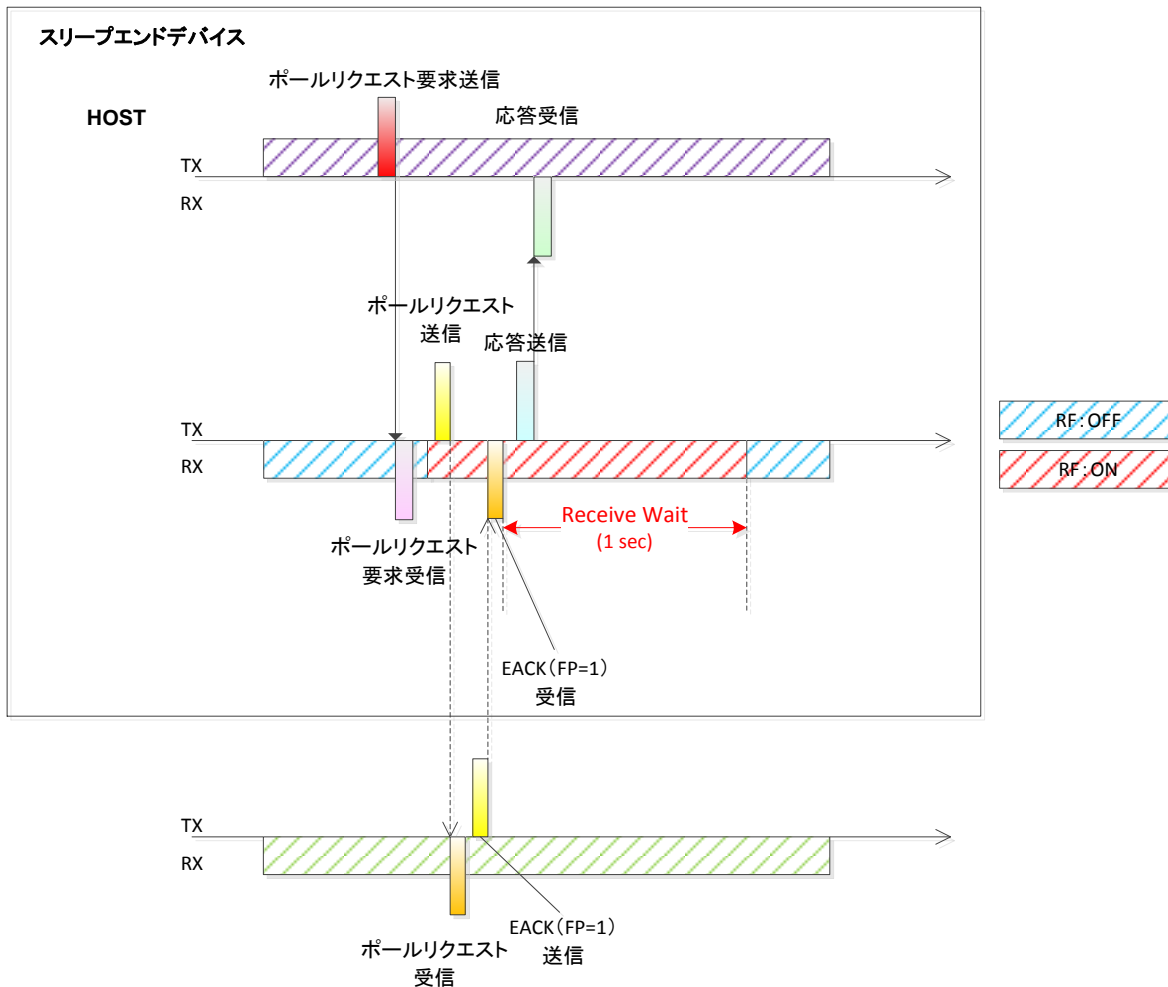 スリープエンドデバイス
ポールリクエスト要求送信
HOST
応答受信
TX
RX
ポールリクエスト
送信
応答送信
TX
RX
RF:OFF
RF:ON
Receive Wait
(1 sec)
ポールリクエスト
要求受信
EACK(FP=1)
受信
TX
RX
EACK(FP=1)
送信
ポールリクエスト
受信